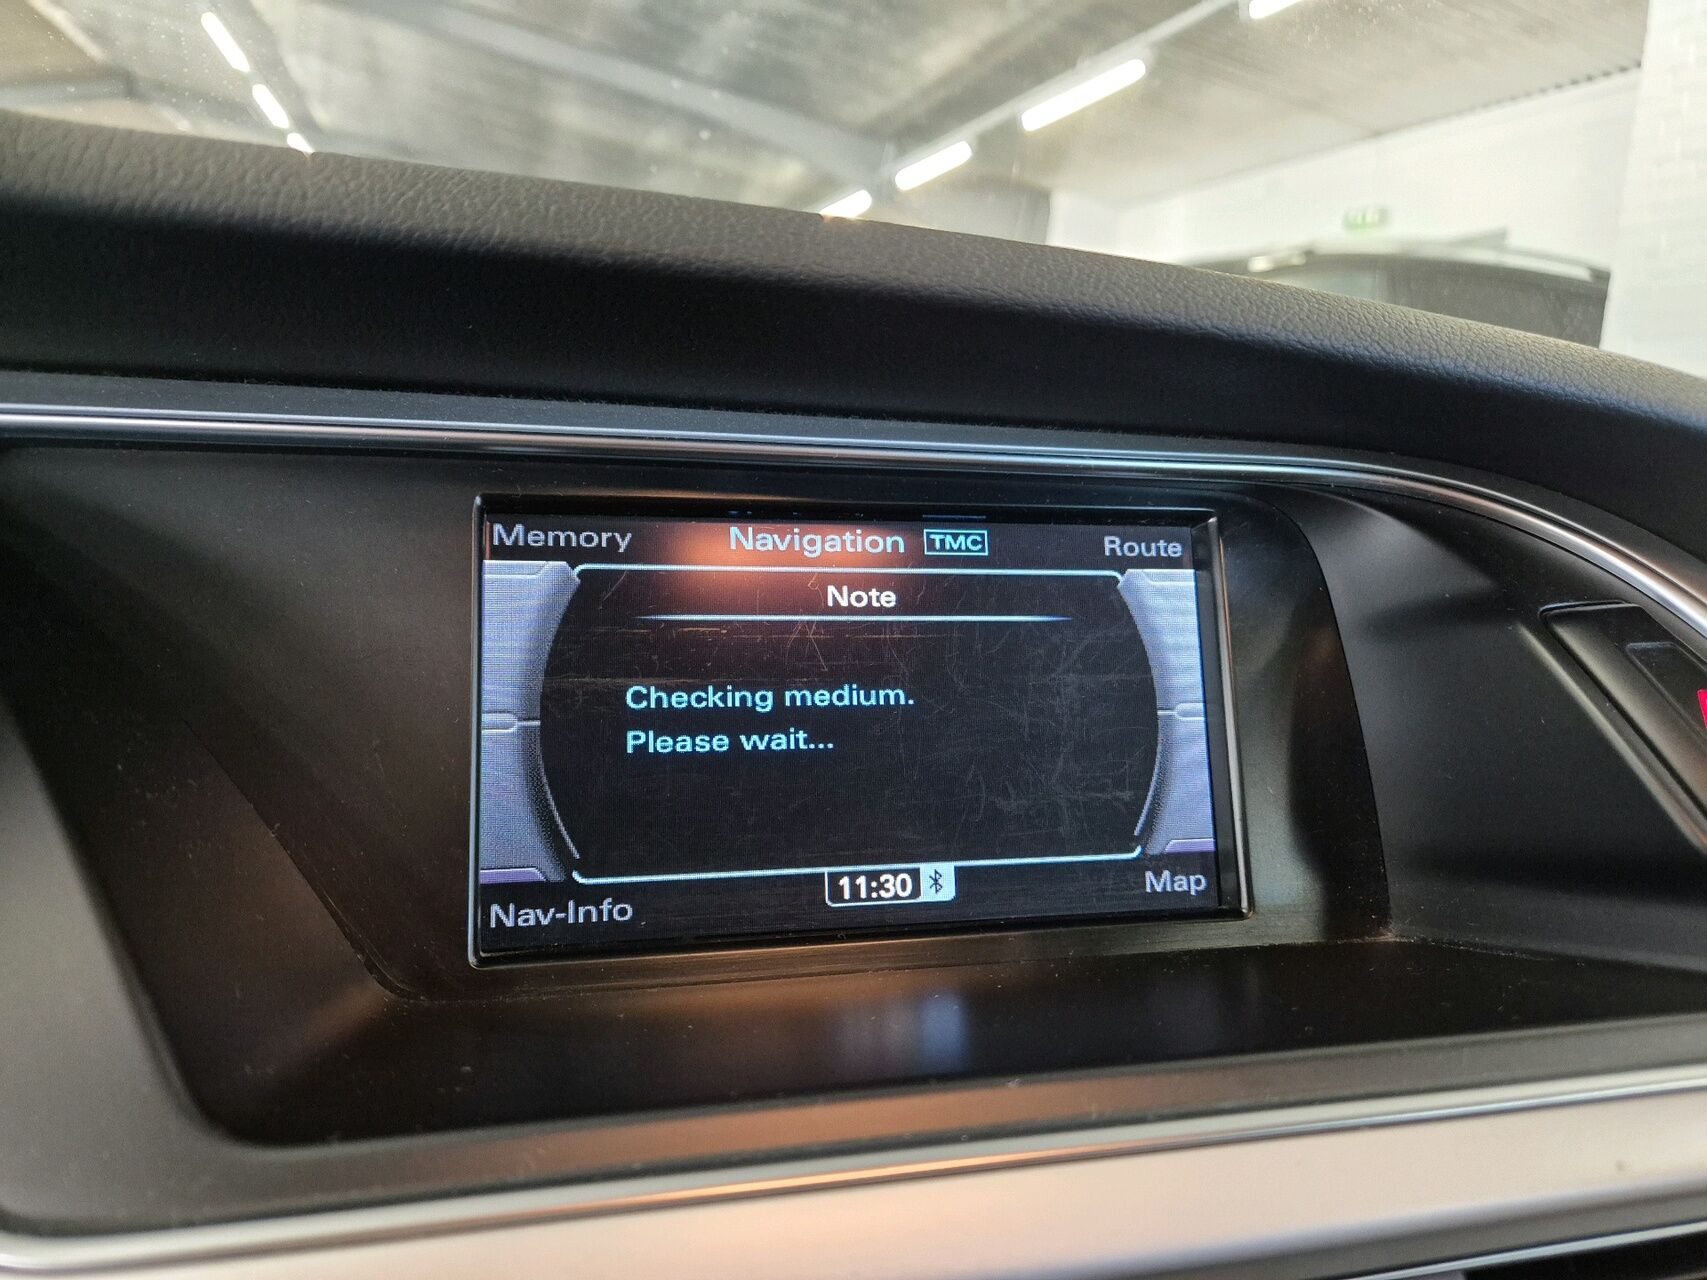 Memory
Navigation TMC
Route
Note
Checking medium.
Please wait...
Nav-Info
11:30
Map